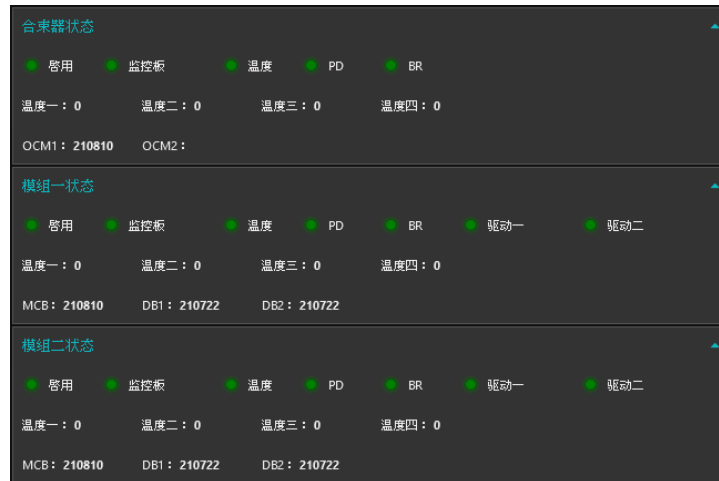 合束器状态
启用 监控板 温度 PD BR
温度一：0 温度二：0 温度三：0 温度四：0
OCM1：210810 OCM2：
模组一状态
启用 监控板 温度 PD BR 驱动一 驱动二
温度一：0 温度二：0 温度三：0 温度四：0
MCB：210810 DB1：210722 DB2：210722
模组二状态
启用 监控板 温度 PD BR 驱动一 驱动二
温度一：0 温度二：0 温度三：0 温度四：0
MCB：210810 DB1：210722 DB2：210722